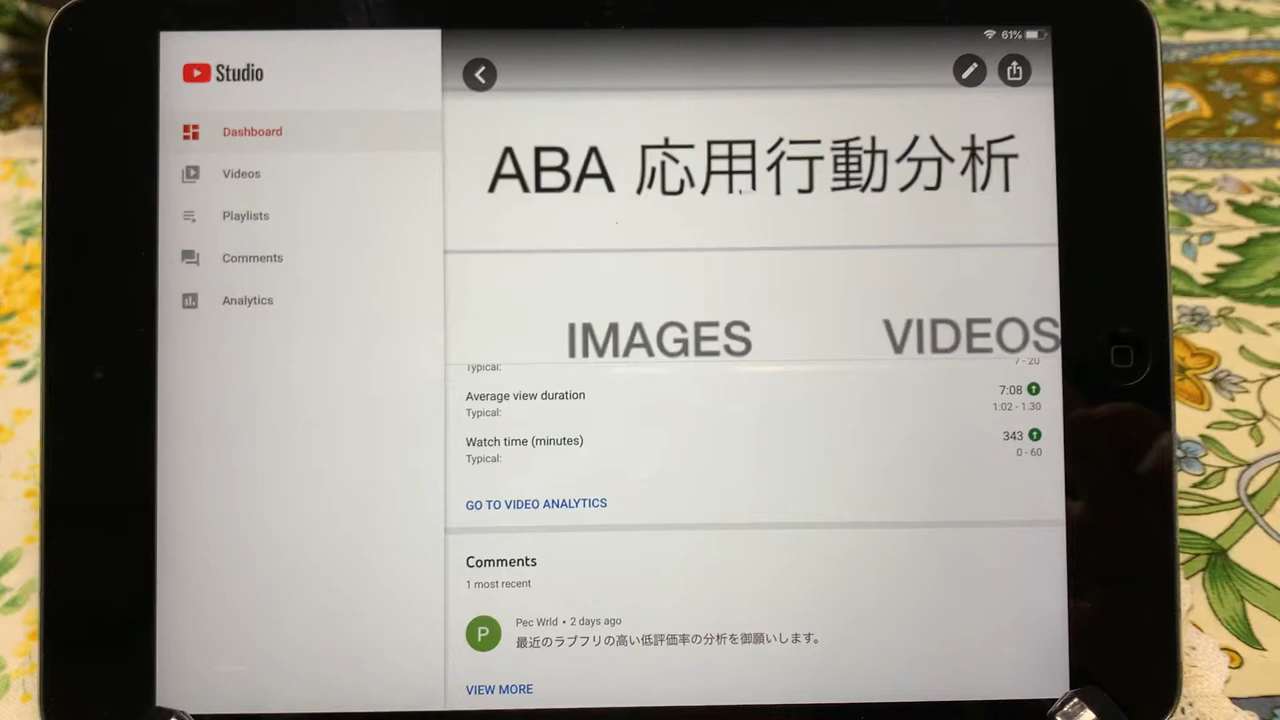 61%
Studio
Dashboard
Videos
Playlists
Comments
Analytics
ABA 応用行動分析
IMAGES VIDEOS
Typical: 7 - 20
Average view duration 7:08
Typical: 1:02 - 1:30
Watch time (minutes) 343
Typical: 0 - 60
GO TO VIDEO ANALYTICS
Comments
1 most recent
P
Pec Wrld • 2 days ago
最近のラブフリの高い低評価率の分析を御願いします。
VIEW MORE